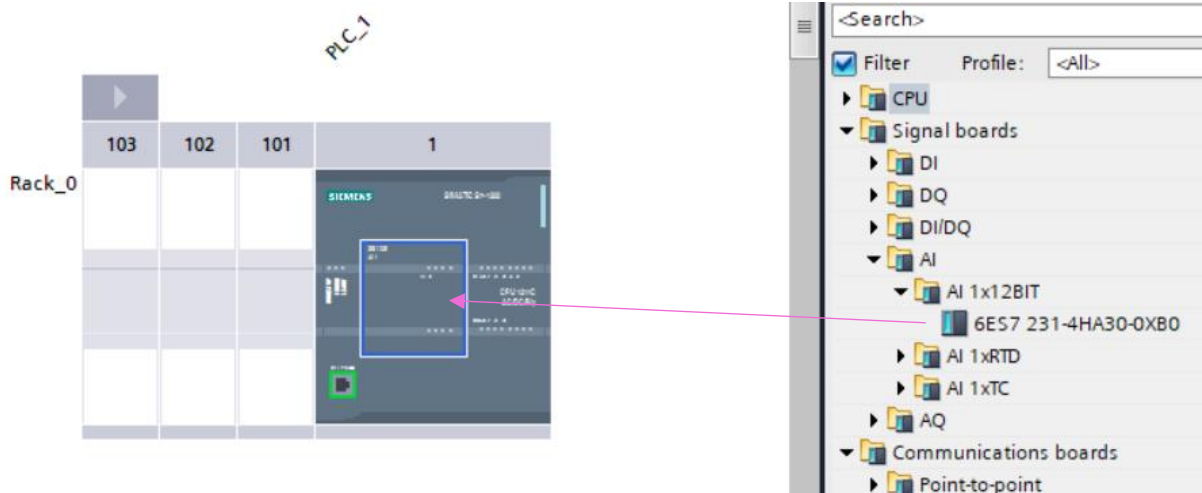 PLC_1
103 102 101 1
Rack_0
SIEMENS
<Search>
Filter Profile: <All>
CPU
Signal boards
DI
DQ
DI/DQ
AI
AI 1x12BIT
6ES7 231-4HA30-0XB0
AI 1xRTD
AI 1xTC
AQ
Communications boards
Point-to-point